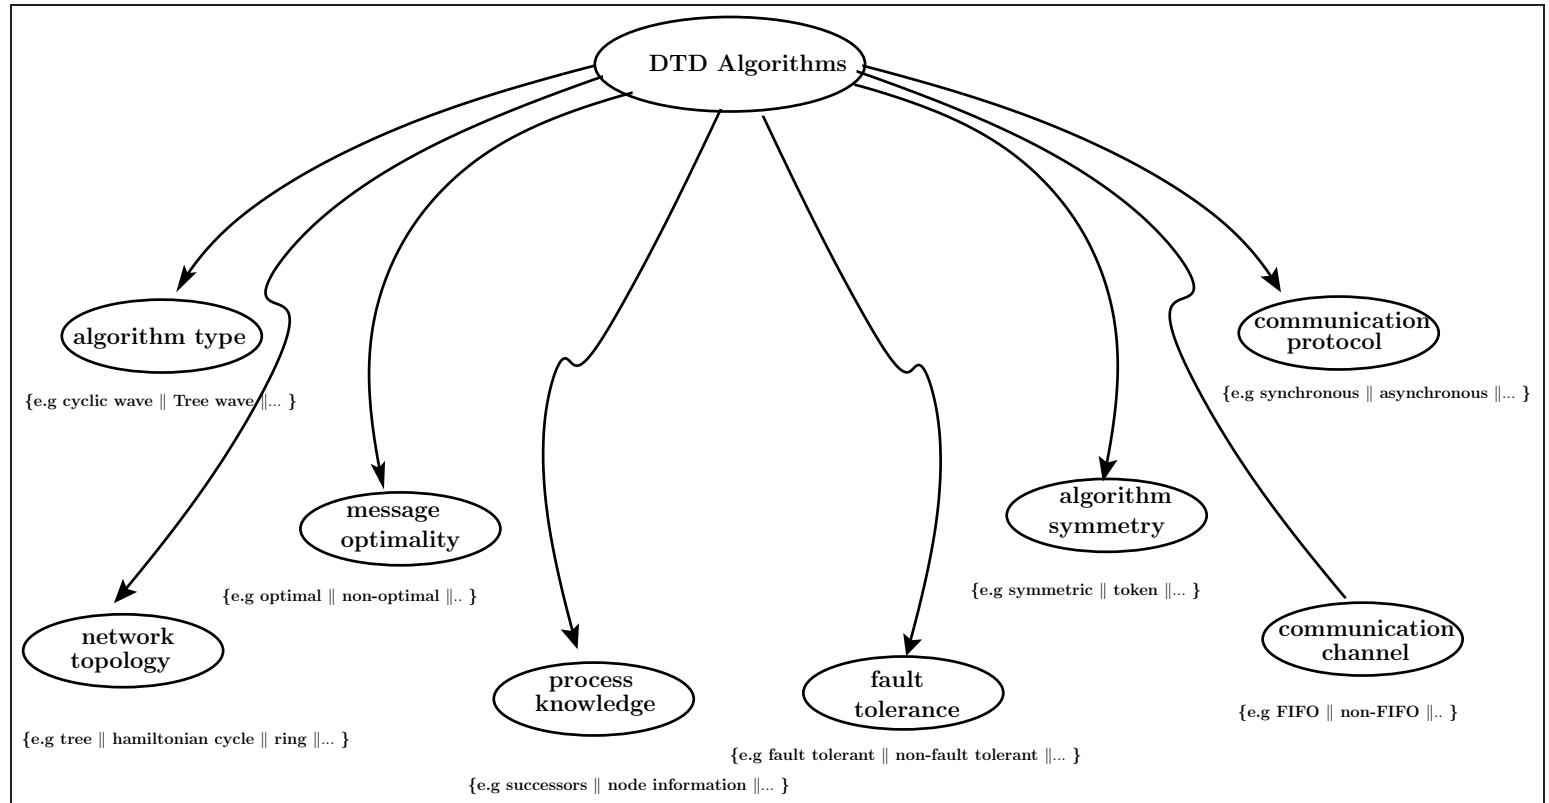 DTD Algorithms
algorithm type
{e.g cyclic wave ∥ Tree wave ∥... }
communication
protocol
{e.g synchronous ∥ asynchronous ∥... }
message
optimality
{e.g optimal ∥ non-optimal ∥.. }
algorithm
symmetry
{e.g symmetric ∥ token ∥... }
network
topology
{e.g tree ∥ hamiltonian cycle ∥ ring ∥... }
process
knowledge
{e.g successors ∥ node information ∥... }
fault
tolerance
{e.g fault tolerant ∥ non-fault tolerant ∥... }
communication
channel
{e.g FIFO ∥ non-FIFO ∥.. }